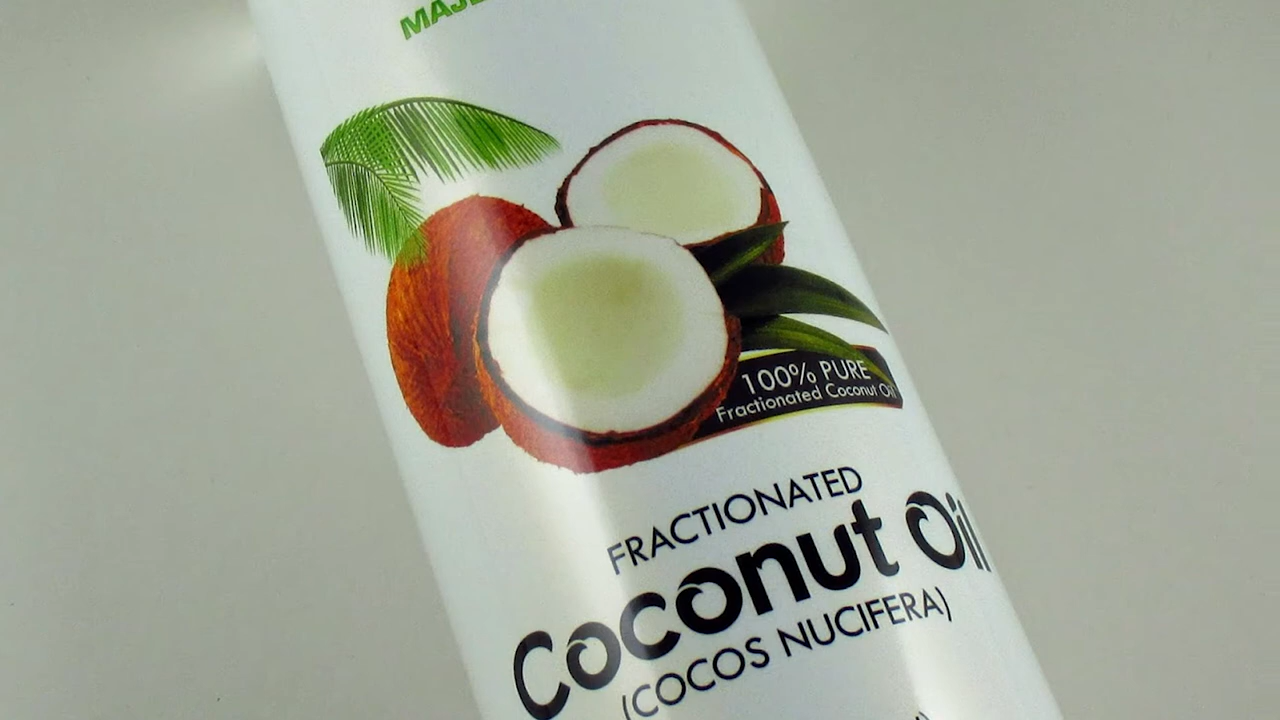 100% PURE
Fractionated Coconut Oil
FRACTIONATED
Coconut Oil
(COCOS NUCIFERA)